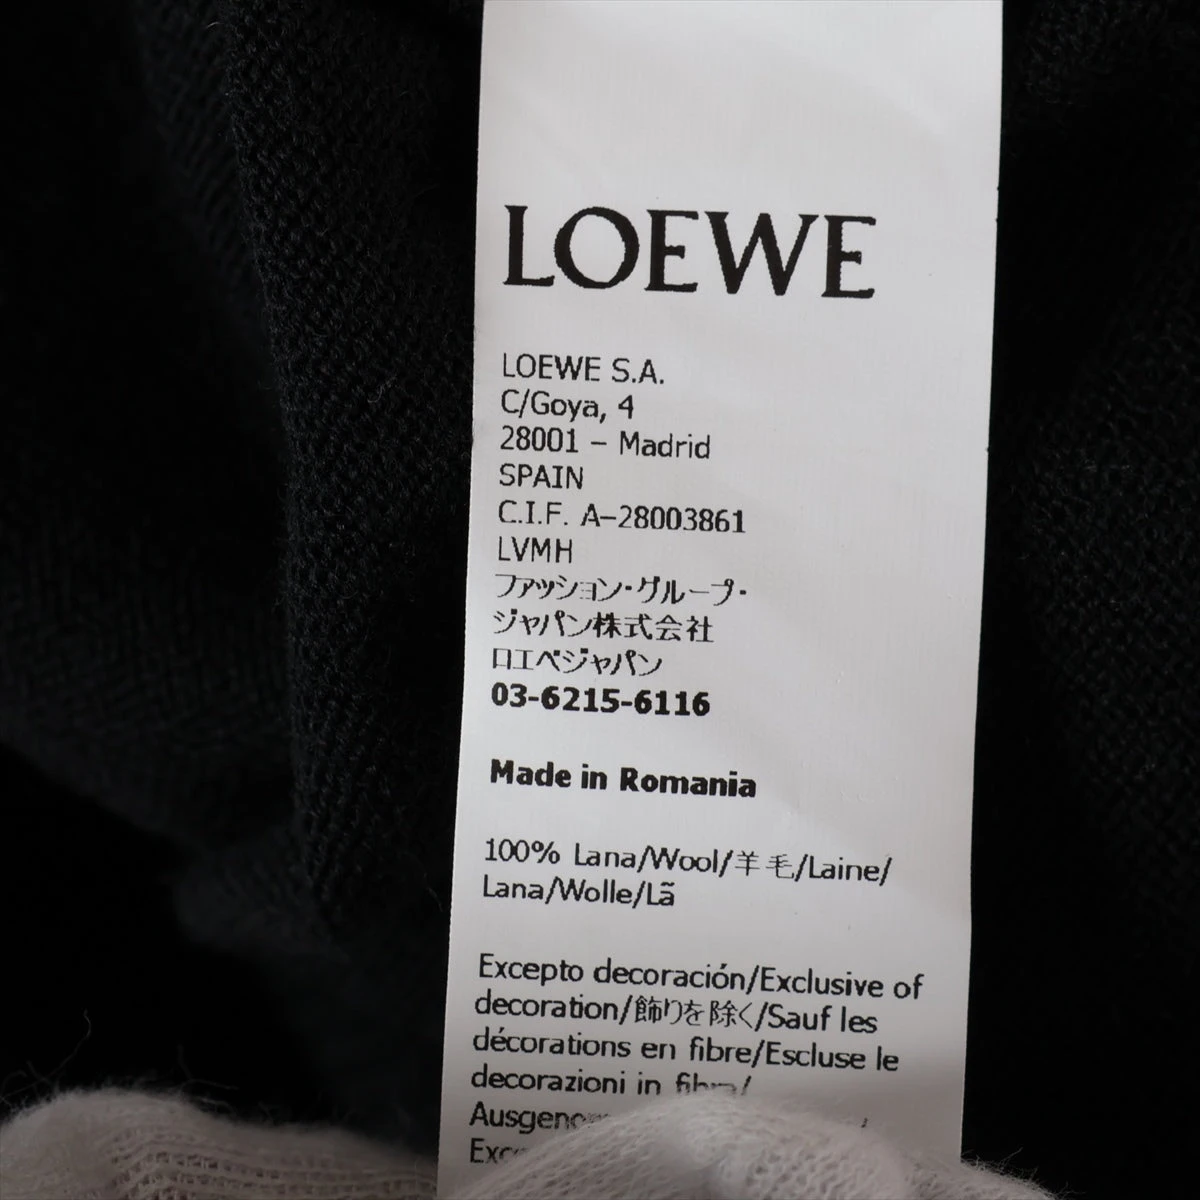 LOEWE
LOEWE S.A.
C/Goya, 4
28001 – Madrid
SPAIN
C.I.F. A–28003861
LVMH
ファッション・グループ・
ジャパン株式会社
ロエベジャパン
03-6215-6116
Made in Romania
100% Lana/Wool/羊毛/Laine/
Lana/Wolle/Lã
Excepto decoración/Exclusive of
decoration/飾りを除く/Sauf les
décorations en fibre/Escluse le
decorazioni in fibra/